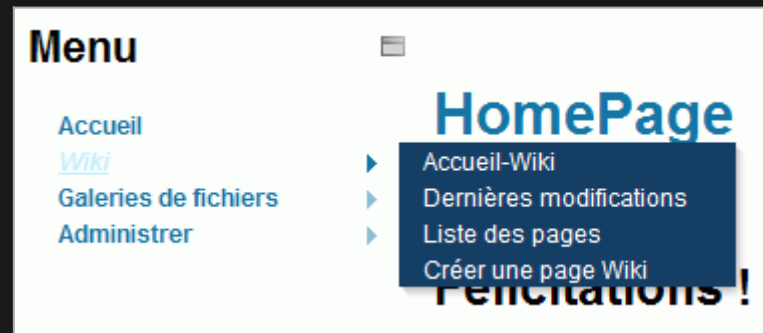 Menu
HomePage
Accueil
Wiki
Galeries de fichiers
Administrer
Accueil-Wiki
Dernières modifications
Liste des pages
Créer une page Wiki
Félicitations !